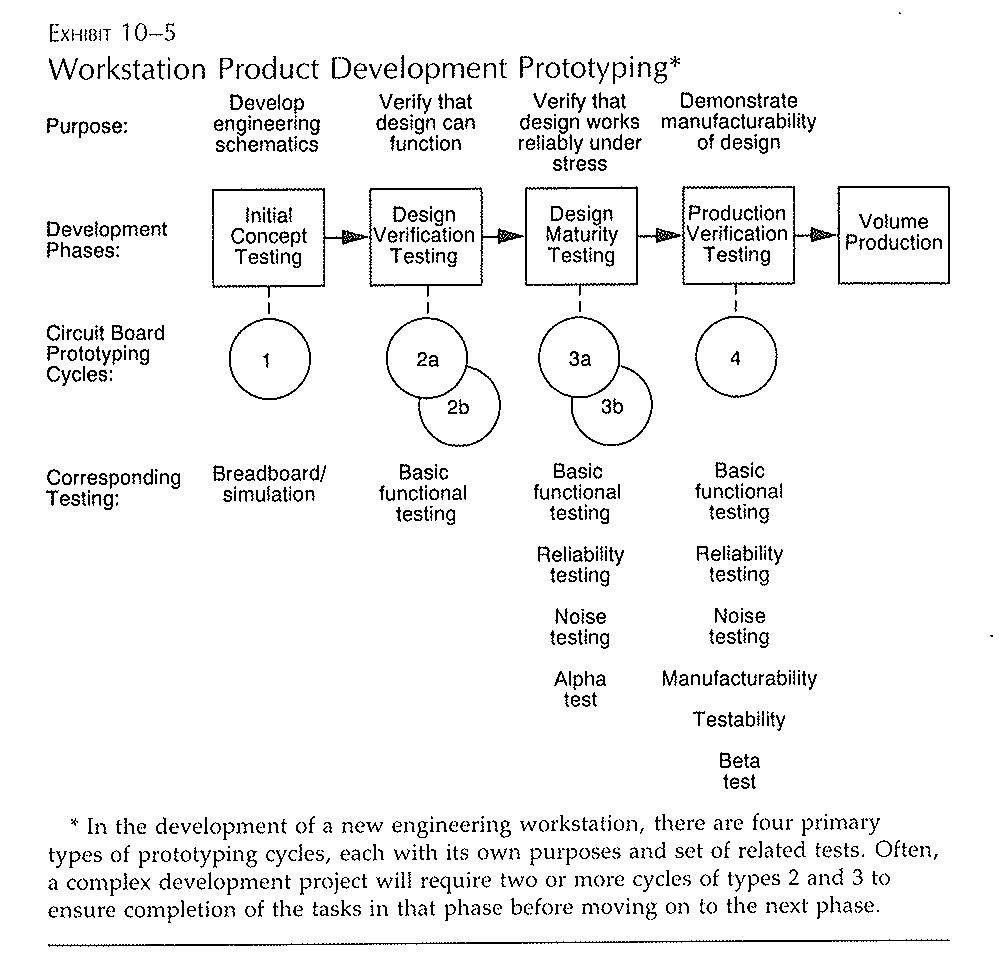 EXHIBIT 10–5
Workstation Product Development Prototyping*
Purpose:
Develop
engineering
schematics
Verify that
design can
function
Verify that
design works
reliably under
stress
Demonstrate
manufacturability
of design
Development
Phases:
Initial
Concept
Testing
Design
Verification
Testing
Design
Maturity
Testing
Production
Verification
Testing
Volume
Production
Circuit Board
Prototyping
Cycles:
1
2a
2b
3a
3b
4
Corresponding
Testing:
Breadboard/
simulation
Basic
functional
testing
Basic
functional
testing
Reliability
testing
Noise
testing
Alpha
test
Basic
functional
testing
Reliability
testing
Noise
testing
Manufacturability
Testability
Beta
test
* In the development of a new engineering workstation, there are four primary
types of prototyping cycles, each with its own purposes and set of related tests. Often,
a complex development project will require two or more cycles of types 2 and 3 to
ensure completion of the tasks in that phase before moving on to the next phase.